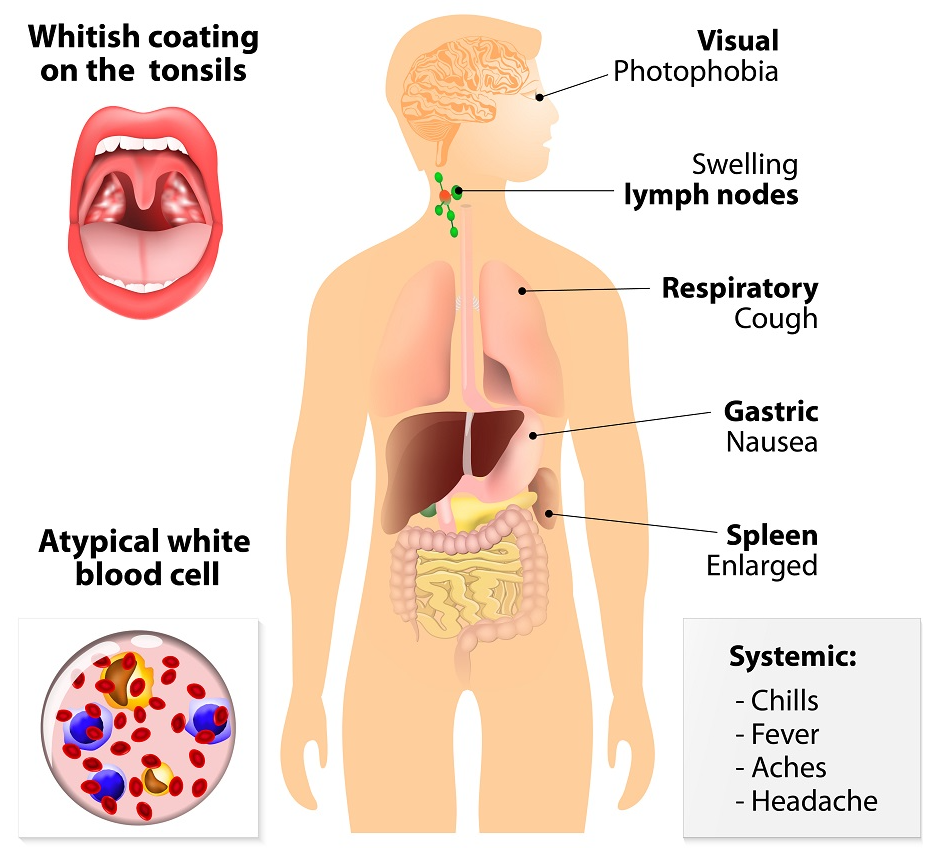 Whitish coating
on the tonsils
Visual
Photophobia
Swelling
lymph nodes
Respiratory
Cough
Gastric
Nausea
Spleen
Enlarged
Atypical white
blood cell
Systemic:
- Chills
- Fever
- Aches
- Headache